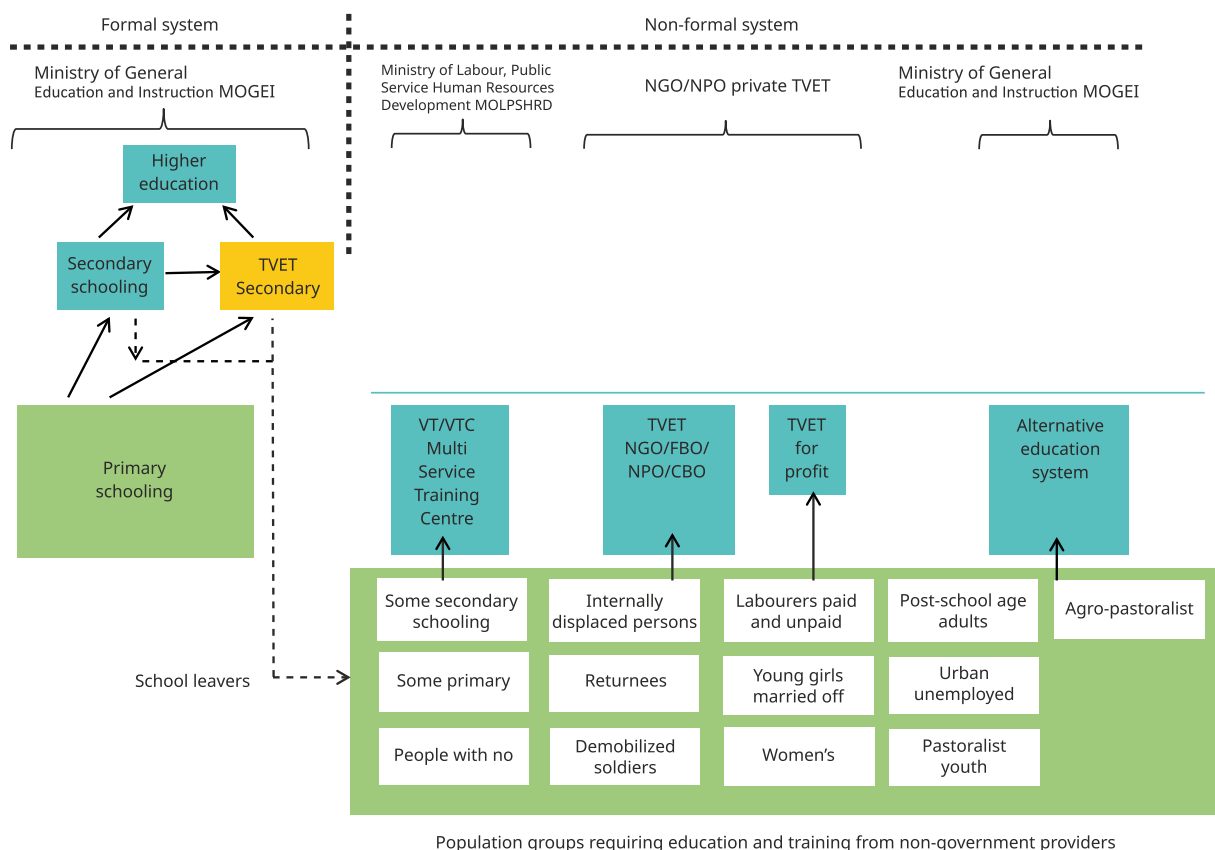 Formal system
Non-formal system
Ministry of General
Education and Instruction MOGEI
Ministry of Labour, Public
Service Human Resources
Development MOLPSHRD
NGO/NPO private TVET
Ministry of General
Education and Instruction MOGEI
Higher
education
Secondary
schooling
TVET
Secondary
Primary
schooling
VT/VTC
Multi
Service
Training
Centre
TVET
NGO/FBO/
NPO/CBO
TVET
for
profit
Alternative
education
system
Some secondary
schooling
Internally
displaced persons
Labourers paid
and unpaid
Post-school age
adults
Agro-pastoralist
School leavers
Some primary
Returnees
Young girls
married off
Urban
unemployed
People with no
Demobilized
soldiers
Women’s
Pastoralist
youth
Population groups requiring education and training from non-government providers